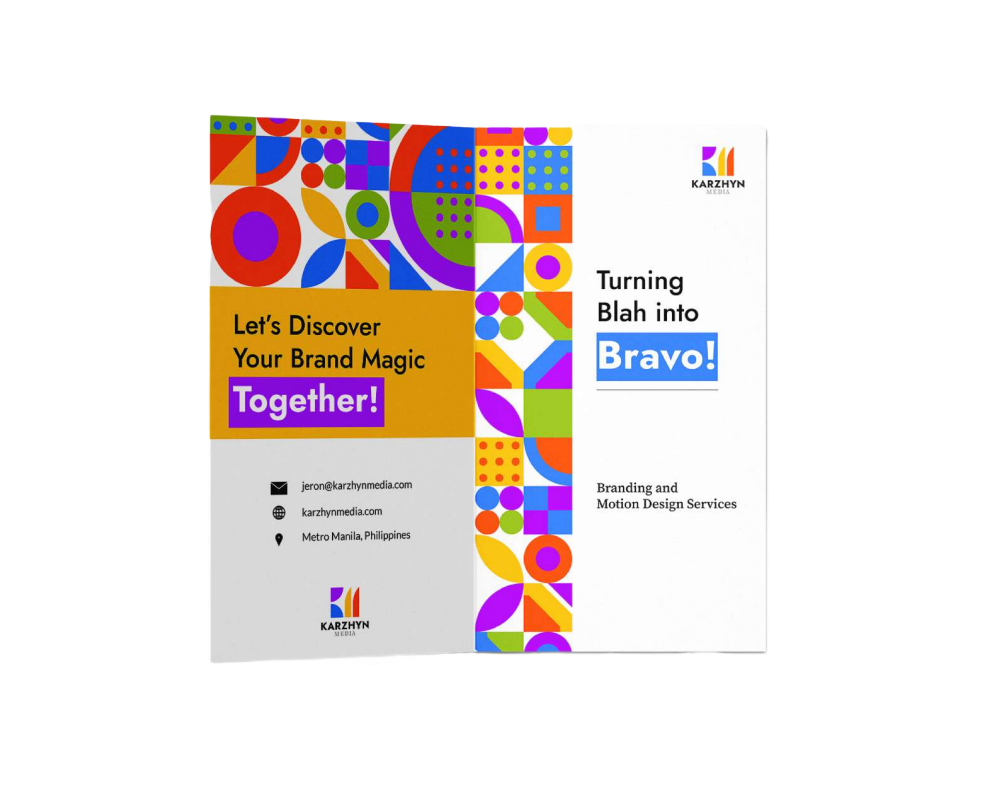 Let's Discover
Your Brand Magic
Together!
jeron@karzhynmedia.com
karzhynmedia.com
Metro Manila, Philippines
KARZHYN
MEDIA
KARZHYN
MEDIA
Turning
Blah into
Bravo!
Branding and
Motion Design Services